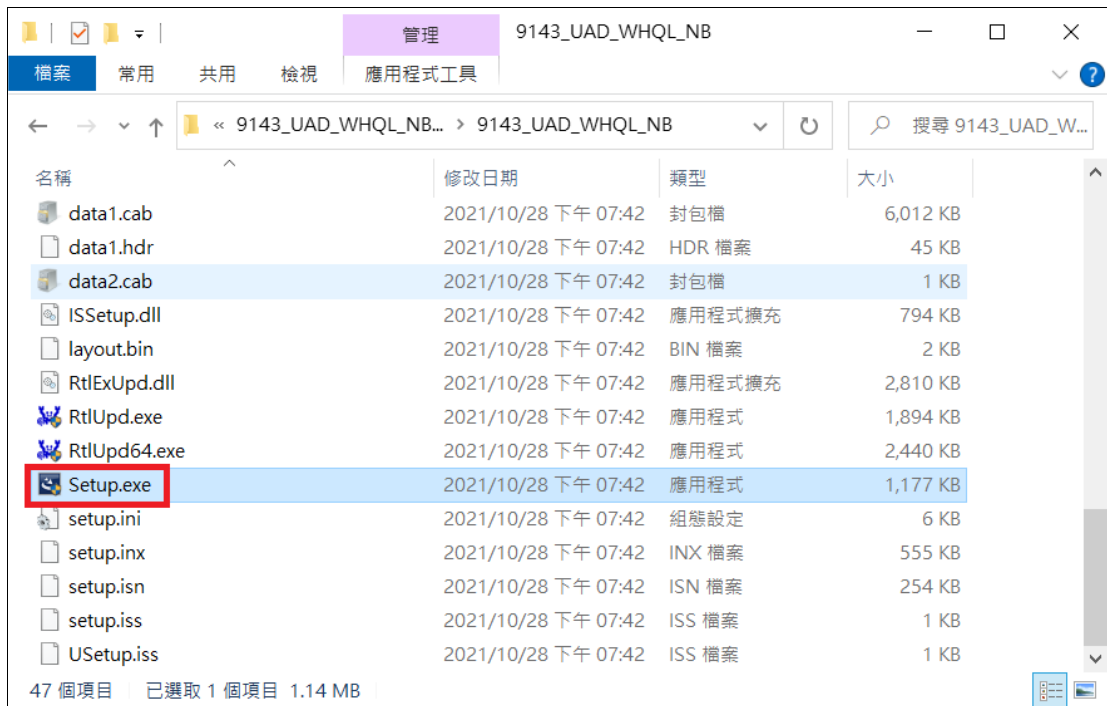 管理 9143_UAD_WHQL_NB
檔案 常用 共用 檢視 應用程式工具 ?
« 9143_UAD_WHQL_NB... > 9143_UAD_WHQL_NB 搜尋 9143_UAD_W...
名稱 修改日期 類型 大小
data1.cab 2021/10/28 下午 07:42 封包檔 6,012 KB
data1.hdr 2021/10/28 下午 07:42 HDR 檔案 45 KB
data2.cab 2021/10/28 下午 07:42 封包檔 1 KB
ISSetup.dll 2021/10/28 下午 07:42 應用程式擴充 794 KB
layout.bin 2021/10/28 下午 07:42 BIN 檔案 2 KB
RtlExUpd.dll 2021/10/28 下午 07:42 應用程式擴充 2,810 KB
RtlUpd.exe 2021/10/28 下午 07:42 應用程式 1,894 KB
RtlUpd64.exe 2021/10/28 下午 07:42 應用程式 2,440 KB
Setup.exe 2021/10/28 下午 07:42 應用程式 1,177 KB
setup.ini 2021/10/28 下午 07:42 組態設定 6 KB
setup.inx 2021/10/28 下午 07:42 INX 檔案 555 KB
setup.isn 2021/10/28 下午 07:42 ISN 檔案 254 KB
setup.iss 2021/10/28 下午 07:42 ISS 檔案 1 KB
USetup.iss 2021/10/28 下午 07:42 ISS 檔案 1 KB
47 個項目 已選取 1 個項目 1.14 MB